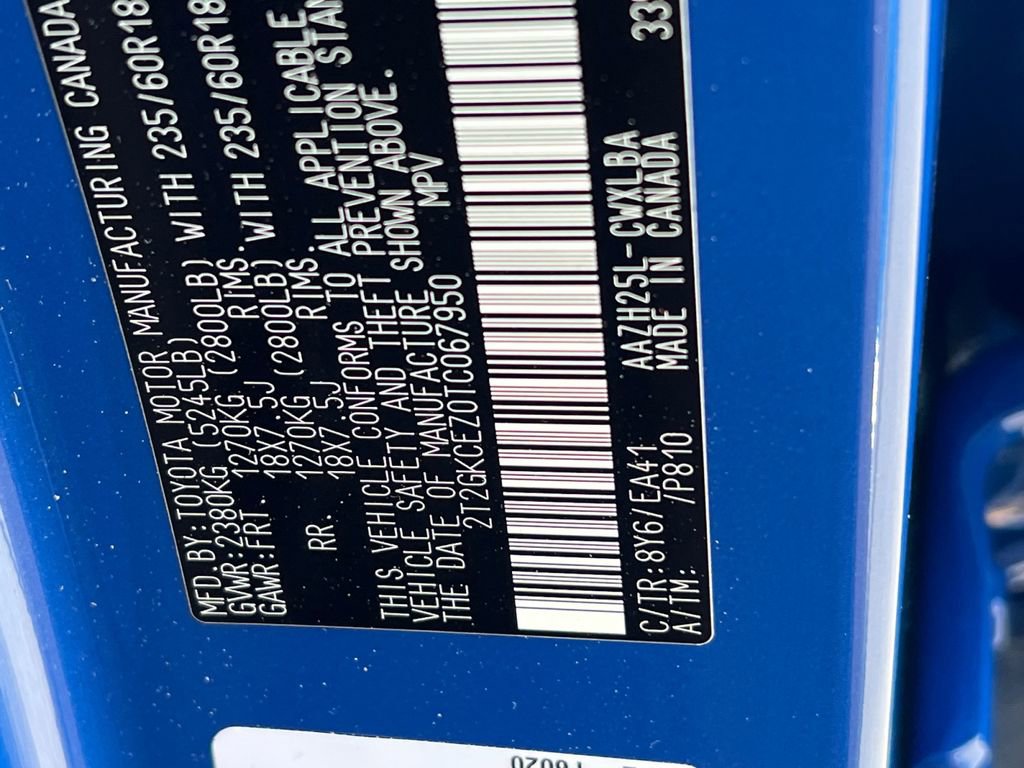 MFD. BY: TOYOTA MOTOR MANUFACTURING CANADA
GVWR: 2380KG (5245LB)
GAWR: FRT. 1270KG (2800LB) WITH 235/60R18
18X7.5J RIMS.
RR. 1270KG (2800LB) WITH 235/60R18
18X7.5J RIMS.
THIS VEHICLE CONFORMS TO ALL APPLICABLE
VEHICLE SAFETY AND THEFT PREVENTION STAN
THE DATE OF MANUFACTURE SHOWN ABOVE.
2T2GKCEZ0TC067950 MPV
C/TR: 8Y6/EA41 AAZH25L-CWXLBA 339
A/TM: /P810 MADE IN CANADA